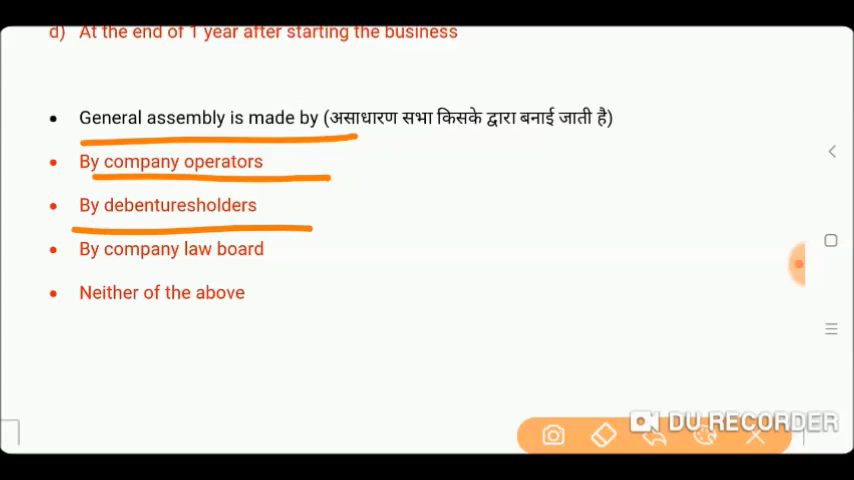 d) At the end of 1 year after starting the business
• General assembly is made by (असाधारण सभा किसके द्वारा बनाई जाती है)
• By company operators
• By debenturesholders
• By company law board
• Neither of the above
DU RECORDER